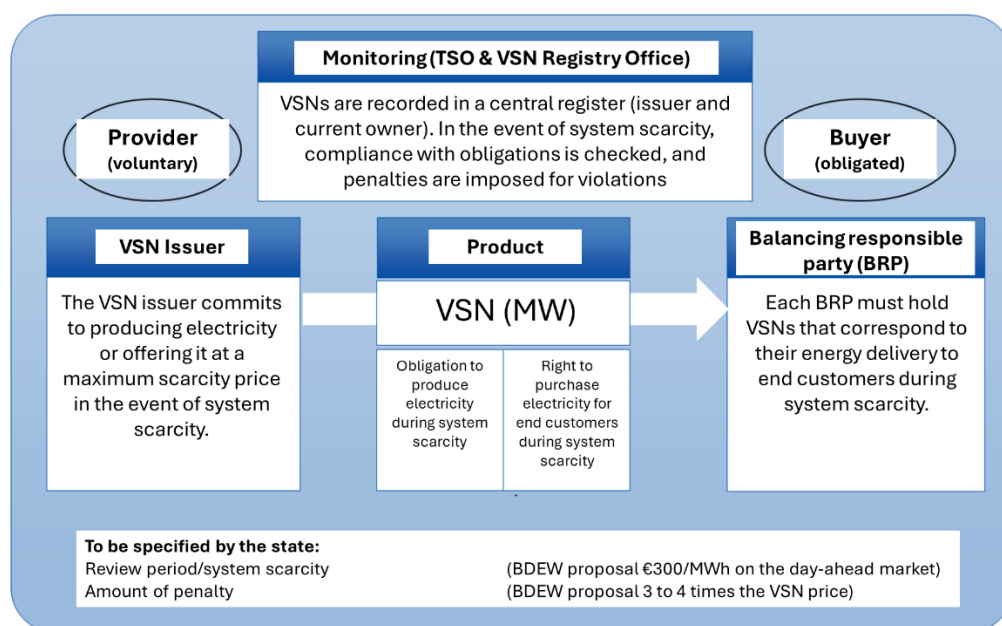 Monitoring (TSO & VSN Registry Office)
VSNs are recorded in a central register (issuer and
current owner). In the event of system scarcity,
compliance with obligations is checked, and
penalties are imposed for violations
Provider
(voluntary)
Buyer
(obligated)
VSN Issuer
The VSN issuer commits
to producing electricity
or offering it at a
maximum scarcity price
in the event of system
scarcity.
Product
VSN (MW)
Obligation to
produce
electricity
during system
scarcity
Right to
purchase
electricity for
end customers
during system
scarcity
Balancing responsible
party (BRP)
Each BRP must hold
VSNs that correspond to
their energy delivery to
end customers during
system scarcity.
To be specified by the state:
Review period/system scarcity (BDEW proposal €300/MWh on the day-ahead market)
Amount of penalty (BDEW proposal 3 to 4 times the VSN price)